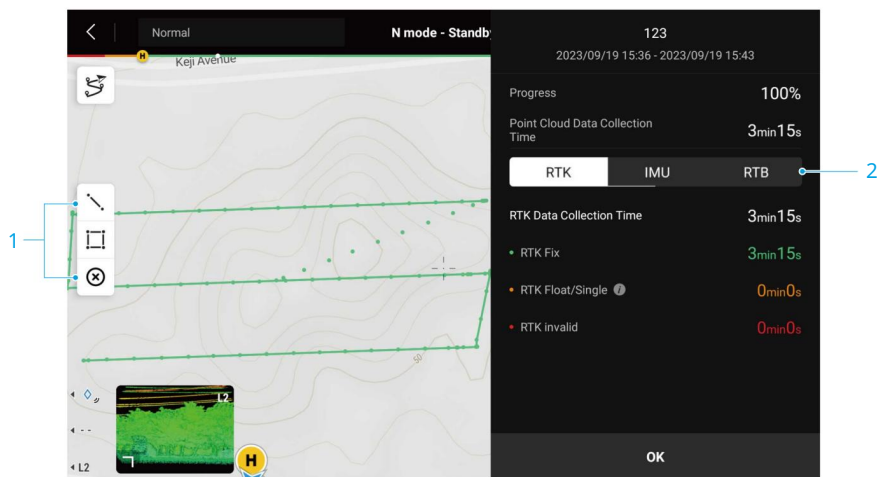 Normal
N mode - Standby
H
Keji Avenue
1
50
L2
- -
L2
H
123
2023/09/19 15:36 - 2023/09/19 15:43
Progress 100%
Point Cloud Data Collection
Time 3min15s
RTK IMU RTB
2
RTK Data Collection Time 3min15s
• RTK Fix 3min15s
• RTK Float/Single i 0min0s
• RTK invalid 0min0s
OK